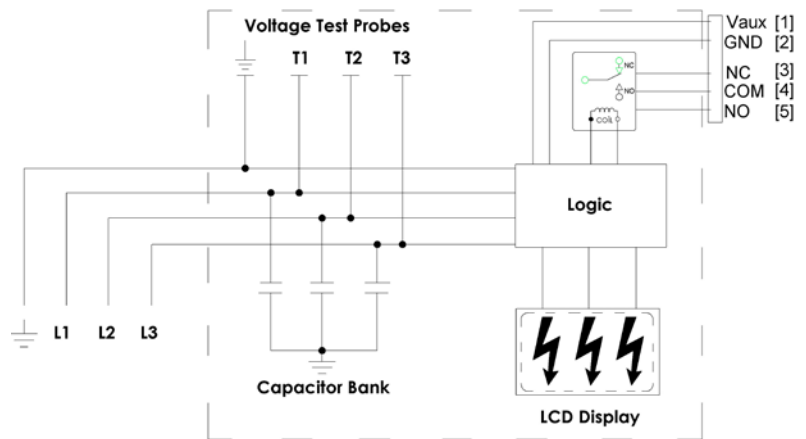 Voltage Test Probes
T1 T2 T3
Vaux [1]
GND [2]
NC [3]
COM [4]
NO [5]
NC
NO
coil
Logic
L1 L2 L3
Capacitor Bank
LCD Display